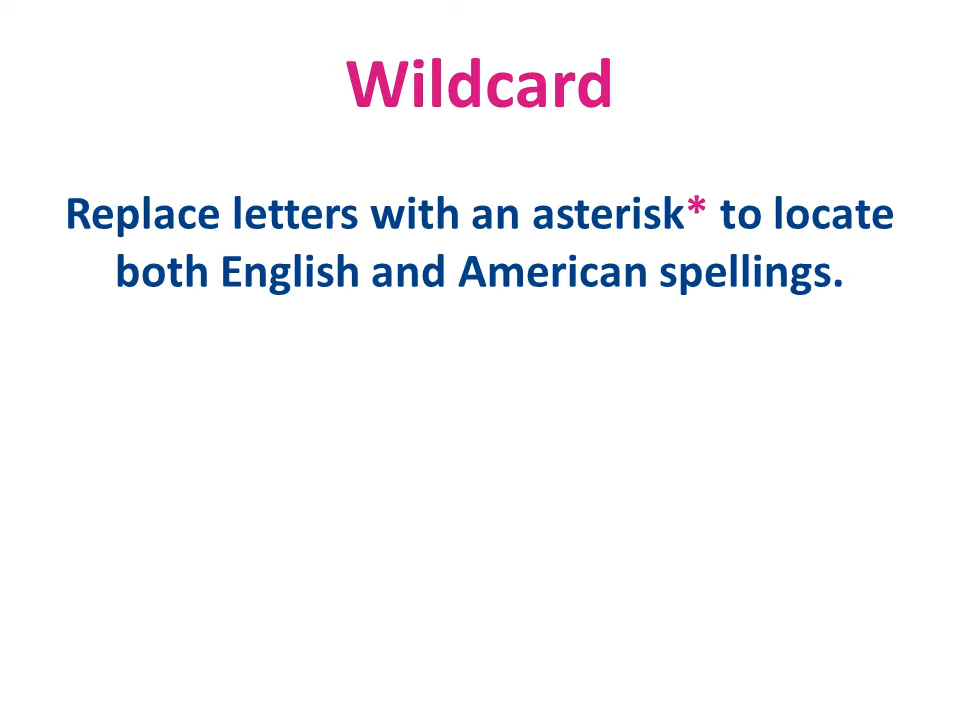 Wildcard
Replace letters with an asterisk* to locate
both English and American spellings.